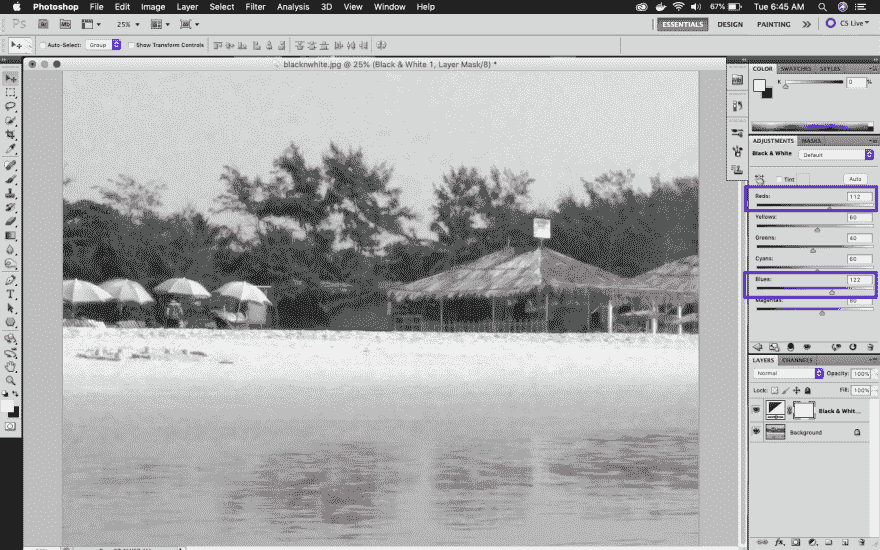 Photoshop File Edit Image Layer Select Filter Analysis 3D View Window Help 67% Tue 6:45 AM
Ps Br Mb 25% ESSENTIALS DESIGN PAINTING >> CS Live
Auto-Select: Group Show Transform Controls
blacknwhite.jpg @ 25% (Black & White 1, Layer Mask/8) *
COLOR SWATCHES STYLES
K 0 %
ADJUSTMENTS MASKS
Black & White Default
Tint Auto
Reds: 112
Yellows: 60
Greens: 40
Cyans: 60
Blues: 122
Magentas: 80
LAYERS CHANNELS
Normal Opacity: 100%
Lock: Fill: 100%
Black & Whit...
Background